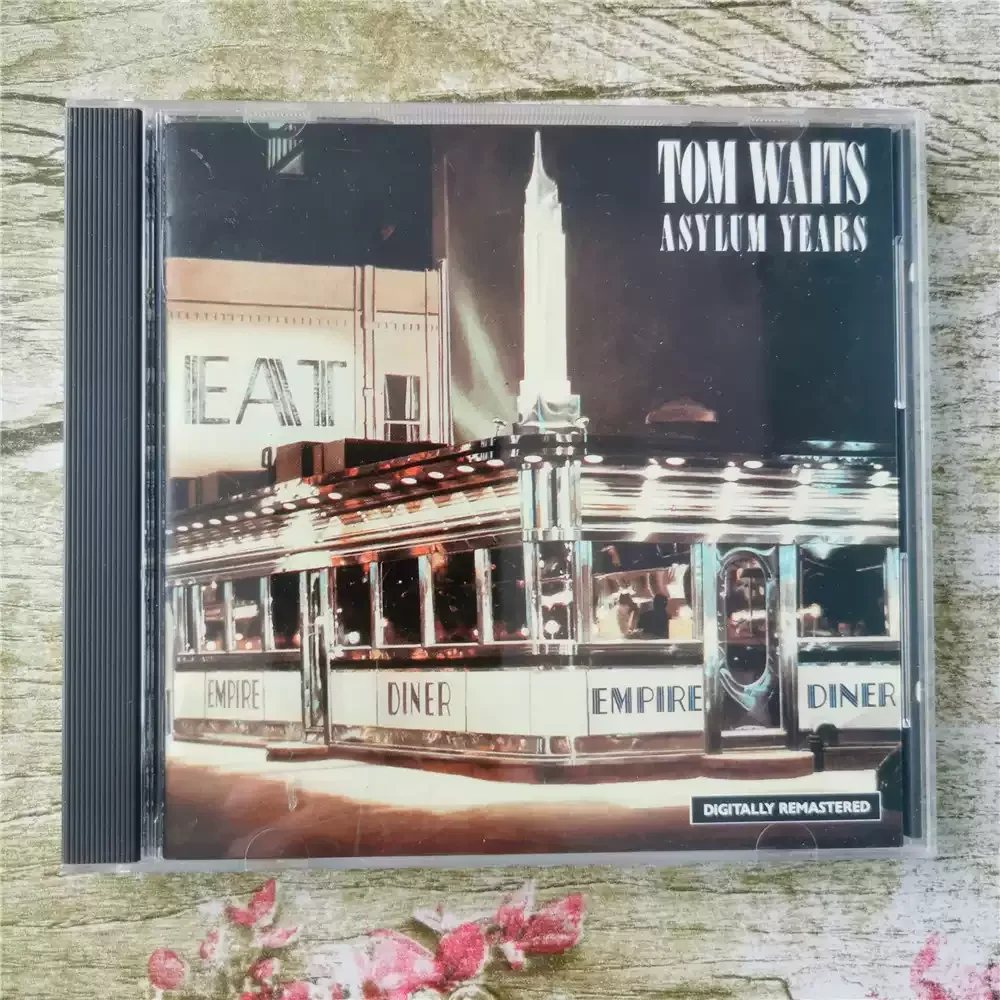 TOM WAITS
ASYLUM YEARS
EAT
EMPIRE DINER EMPIRE DINER
DIGITALLY REMASTERED